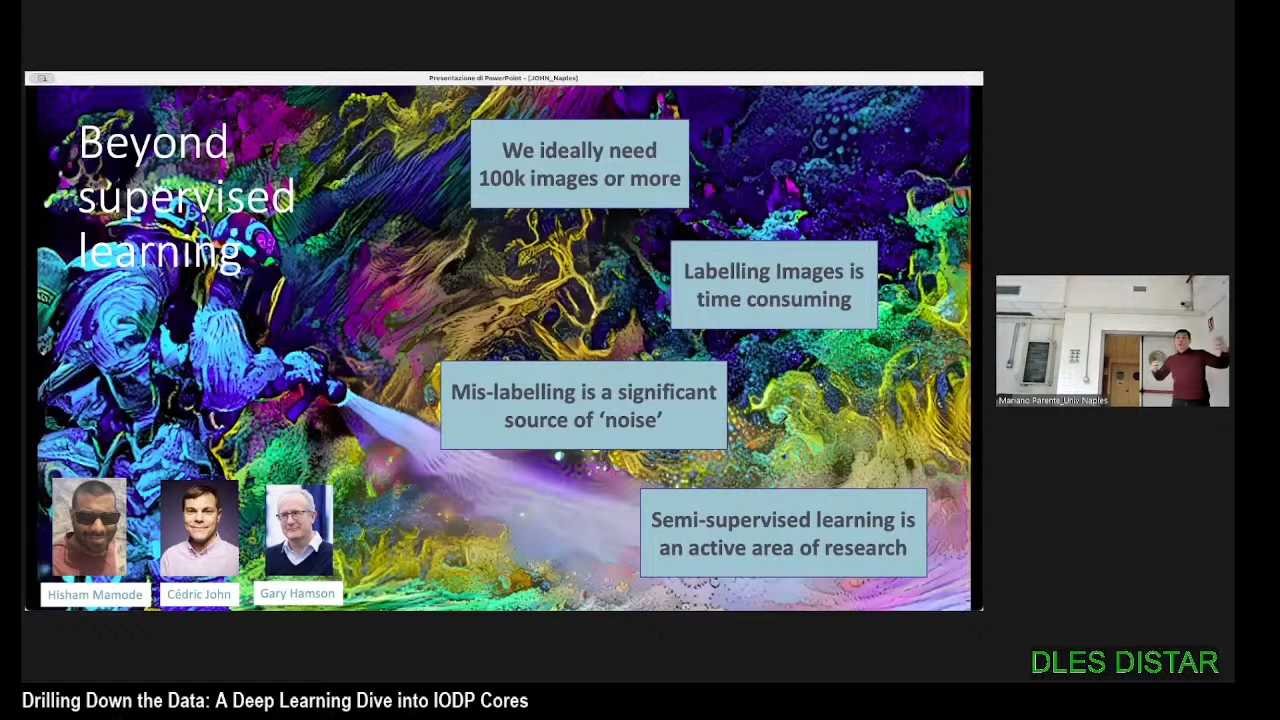 Presentazione di PowerPoint - [JOHN_Naples]
Beyond
supervised
learning
We ideally need
100k images or more
Labelling Images is
time consuming
Mis-labelling is a significant
source of ‘noise’
Semi-supervised learning is
an active area of research
Hisham Mamode
Cédric John
Gary Hamson
Mariano Parente_Univ Naples
DLES DISTAR
Drilling Down the Data: A Deep Learning Dive into IODP Cores